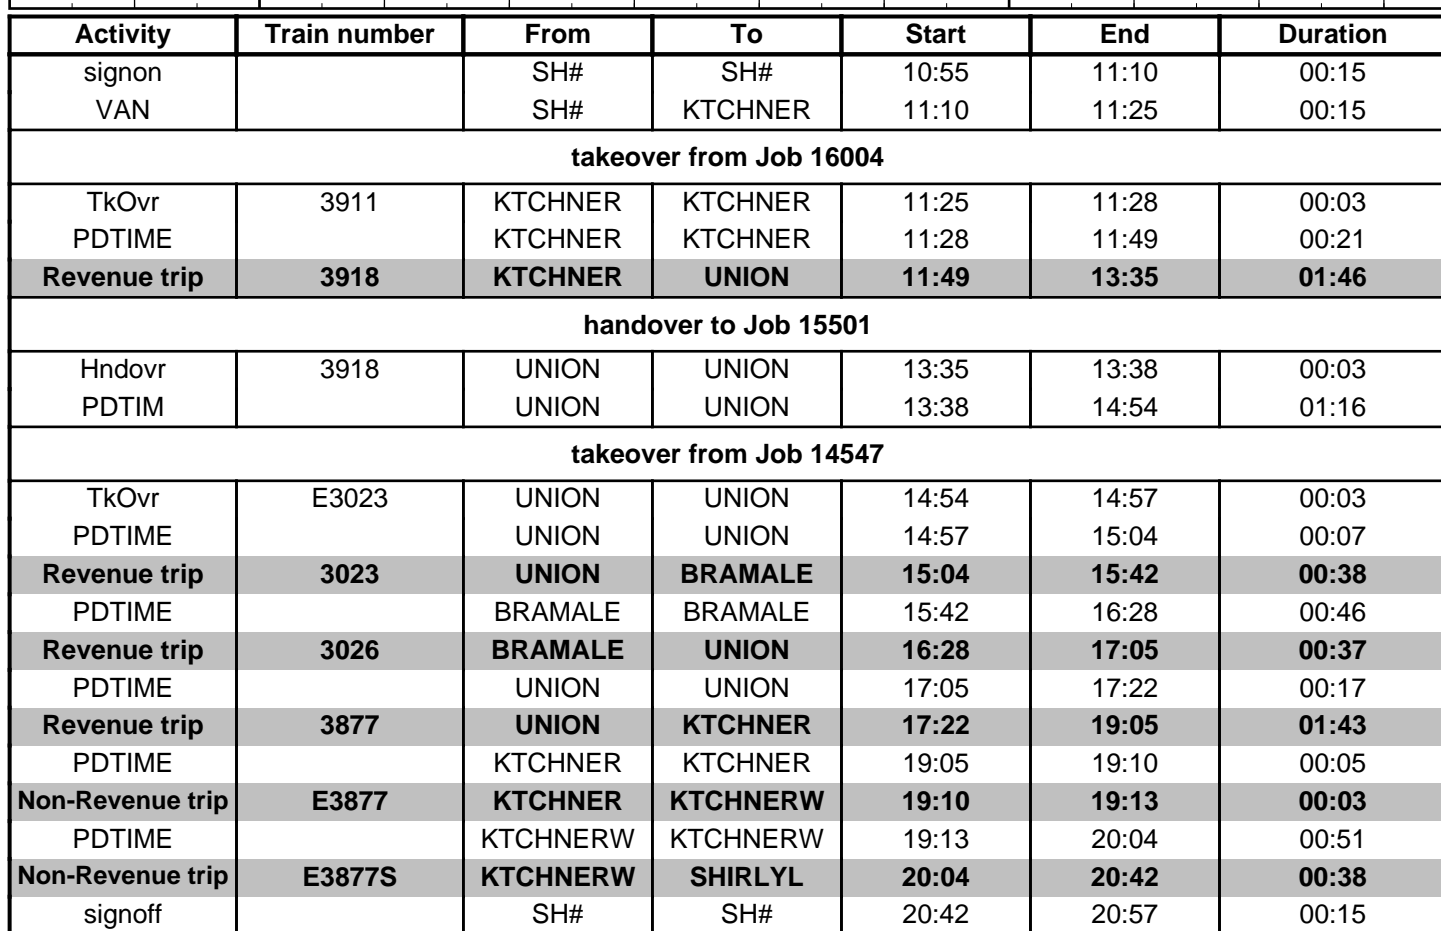 Activity Train number From To Start End Duration
signon SH# SH# 10:55 11:10 00:15
VAN SH# KTCHNER 11:10 11:25 00:15
takeover from Job 16004
TkOvr 3911 KTCHNER KTCHNER 11:25 11:28 00:03
PDTIME KTCHNER KTCHNER 11:28 11:49 00:21
Revenue trip 3918 KTCHNER UNION 11:49 13:35 01:46
handover to Job 15501
Hndovr 3918 UNION UNION 13:35 13:38 00:03
PDTIM UNION UNION 13:38 14:54 01:16
takeover from Job 14547
TkOvr E3023 UNION UNION 14:54 14:57 00:03
PDTIME UNION UNION 14:57 15:04 00:07
Revenue trip 3023 UNION BRAMALE 15:04 15:42 00:38
PDTIME BRAMALE BRAMALE 15:42 16:28 00:46
Revenue trip 3026 BRAMALE UNION 16:28 17:05 00:37
PDTIME UNION UNION 17:05 17:22 00:17
Revenue trip 3877 UNION KTCHNER 17:22 19:05 01:43
PDTIME KTCHNER KTCHNER 19:05 19:10 00:05
Non-Revenue trip E3877 KTCHNER KTCHNERW 19:10 19:13 00:03
PDTIME KTCHNERW KTCHNERW 19:13 20:04 00:51
Non-Revenue trip E3877S KTCHNERW SHIRLYL 20:04 20:42 00:38
signoff SH# SH# 20:42 20:57 00:15